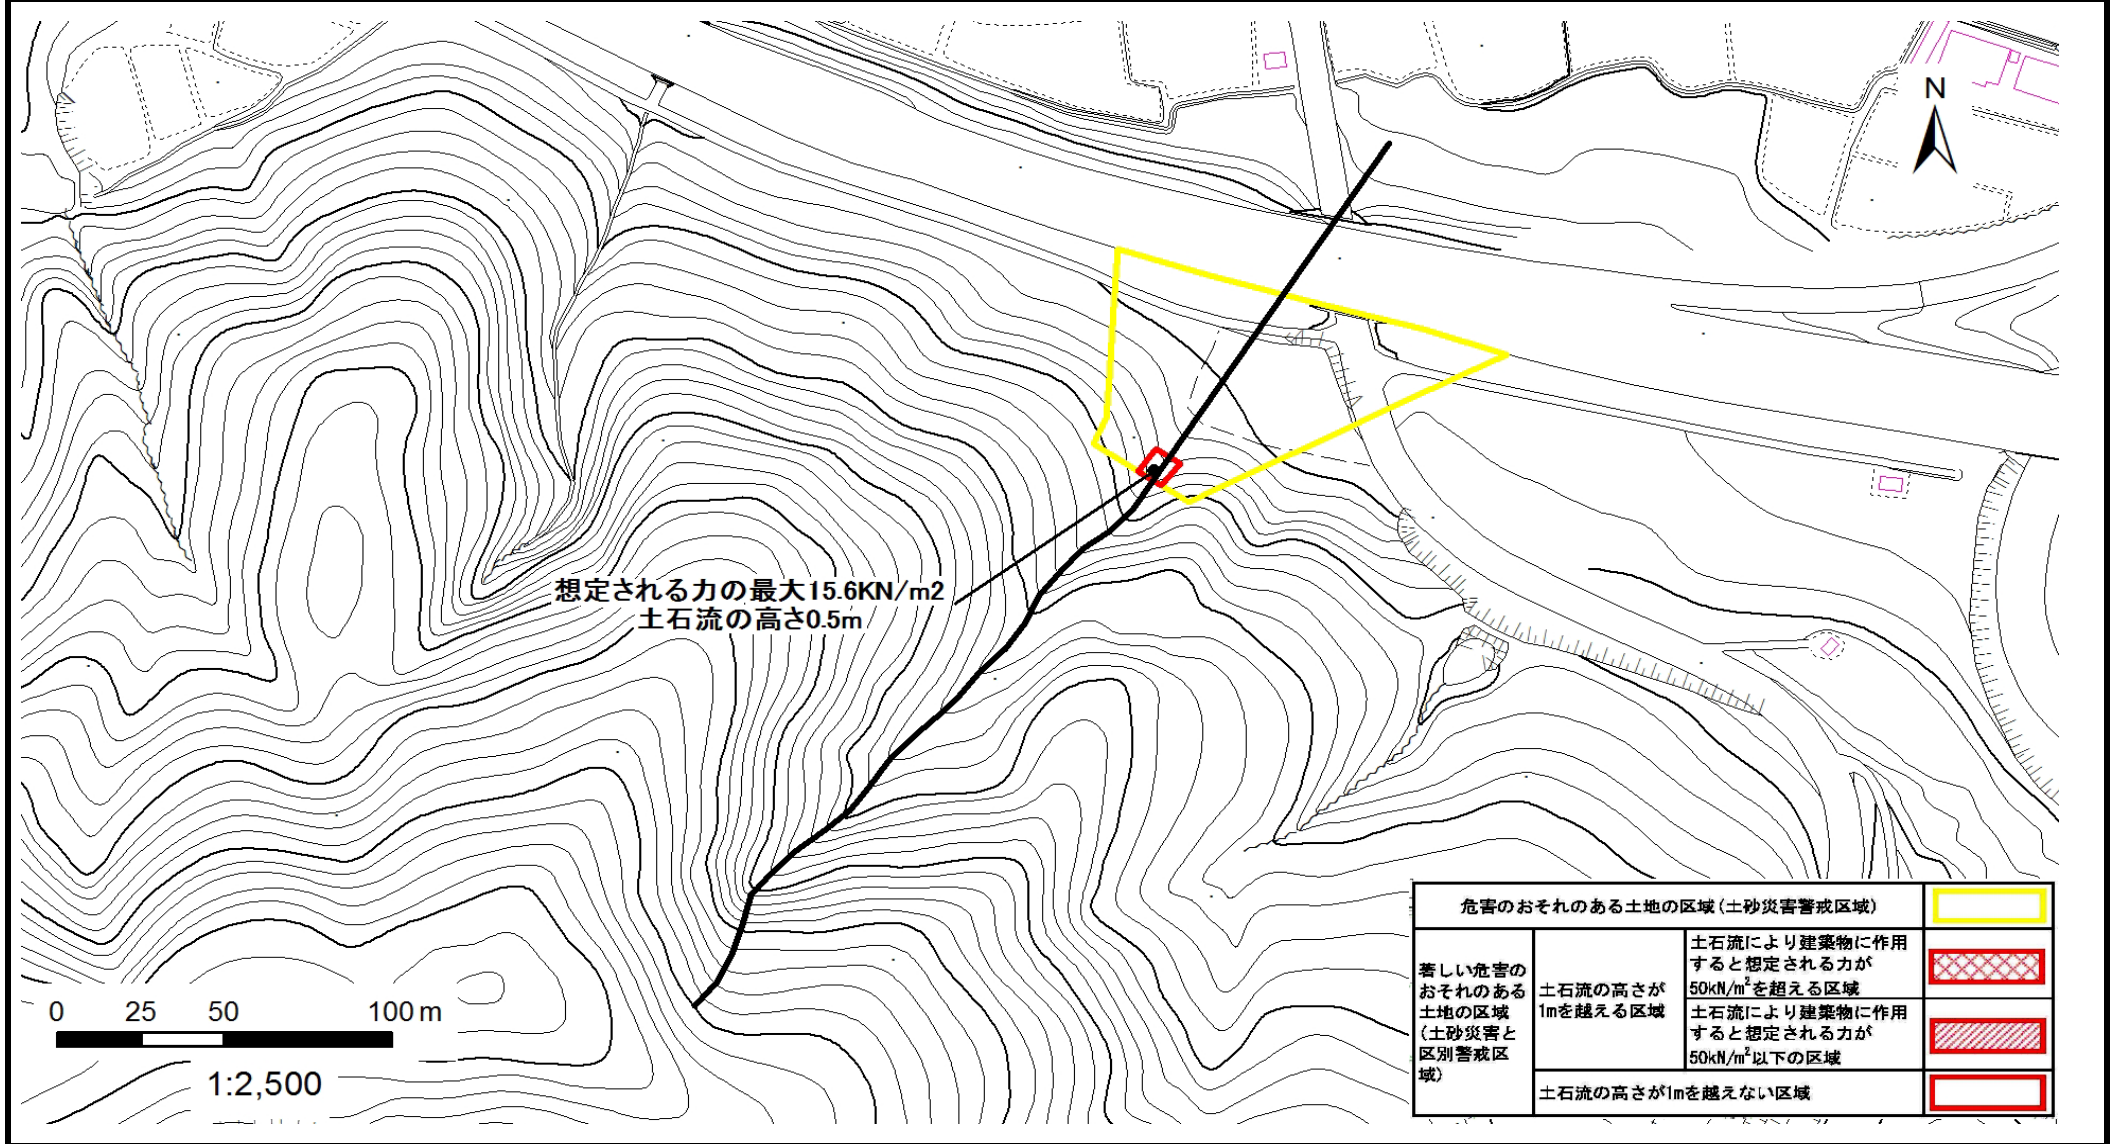 N
想定される力の最大15.6KN/m2
土石流の高さ0.5m
0 25 50 100 m
1:2,500
危害のおそれのある土地の区域(土砂災害警戒区域)
著しい危害の
おそれのある
土地の区域
(土砂災害と
区別警戒区
域)
土石流の高さが
1mを越える区域
土石流により建築物に作用
すると想定される力が
50kN/m²を超える区域
土石流により建築物に作用
すると想定される力が
50kN/m²以下の区域
土石流の高さが1mを越えない区域